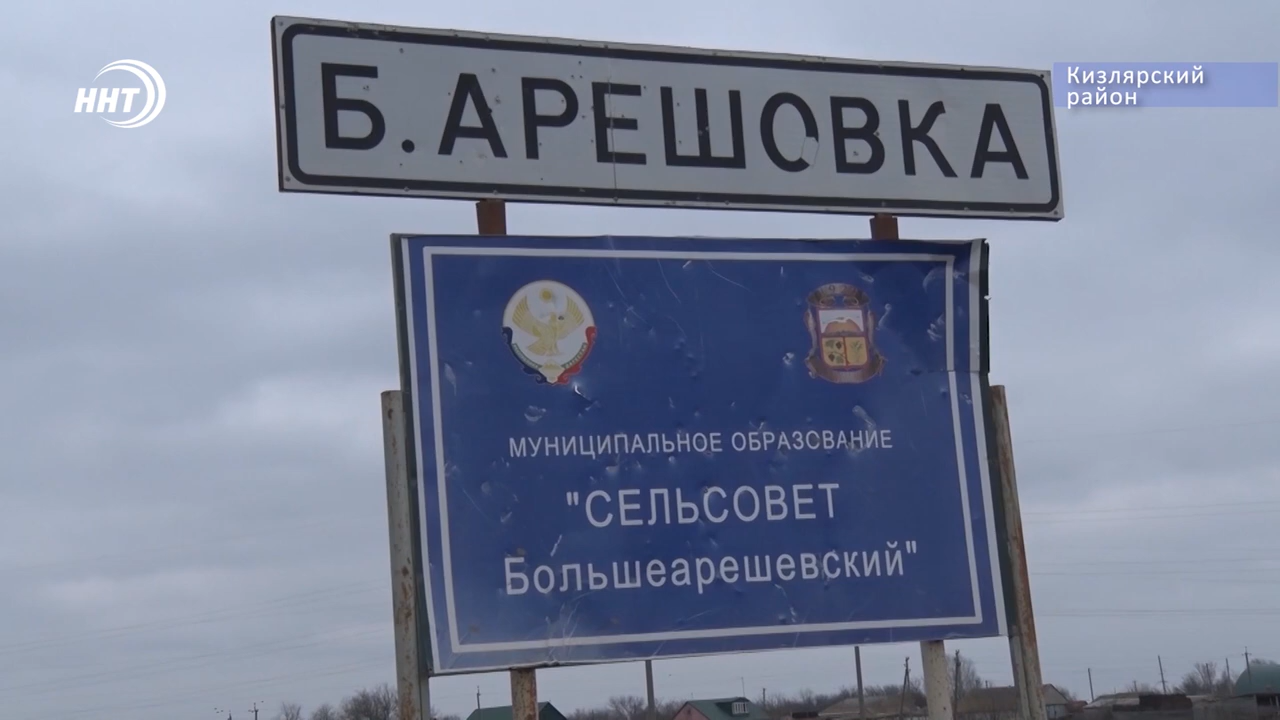 ННТ
Б. АРЕШОВКА
Кизлярский
район
МУНИЦИПАЛЬНОЕ ОБРАЗОВАНИЕ
"СЕЛЬСОВЕТ
Большеарешевский"